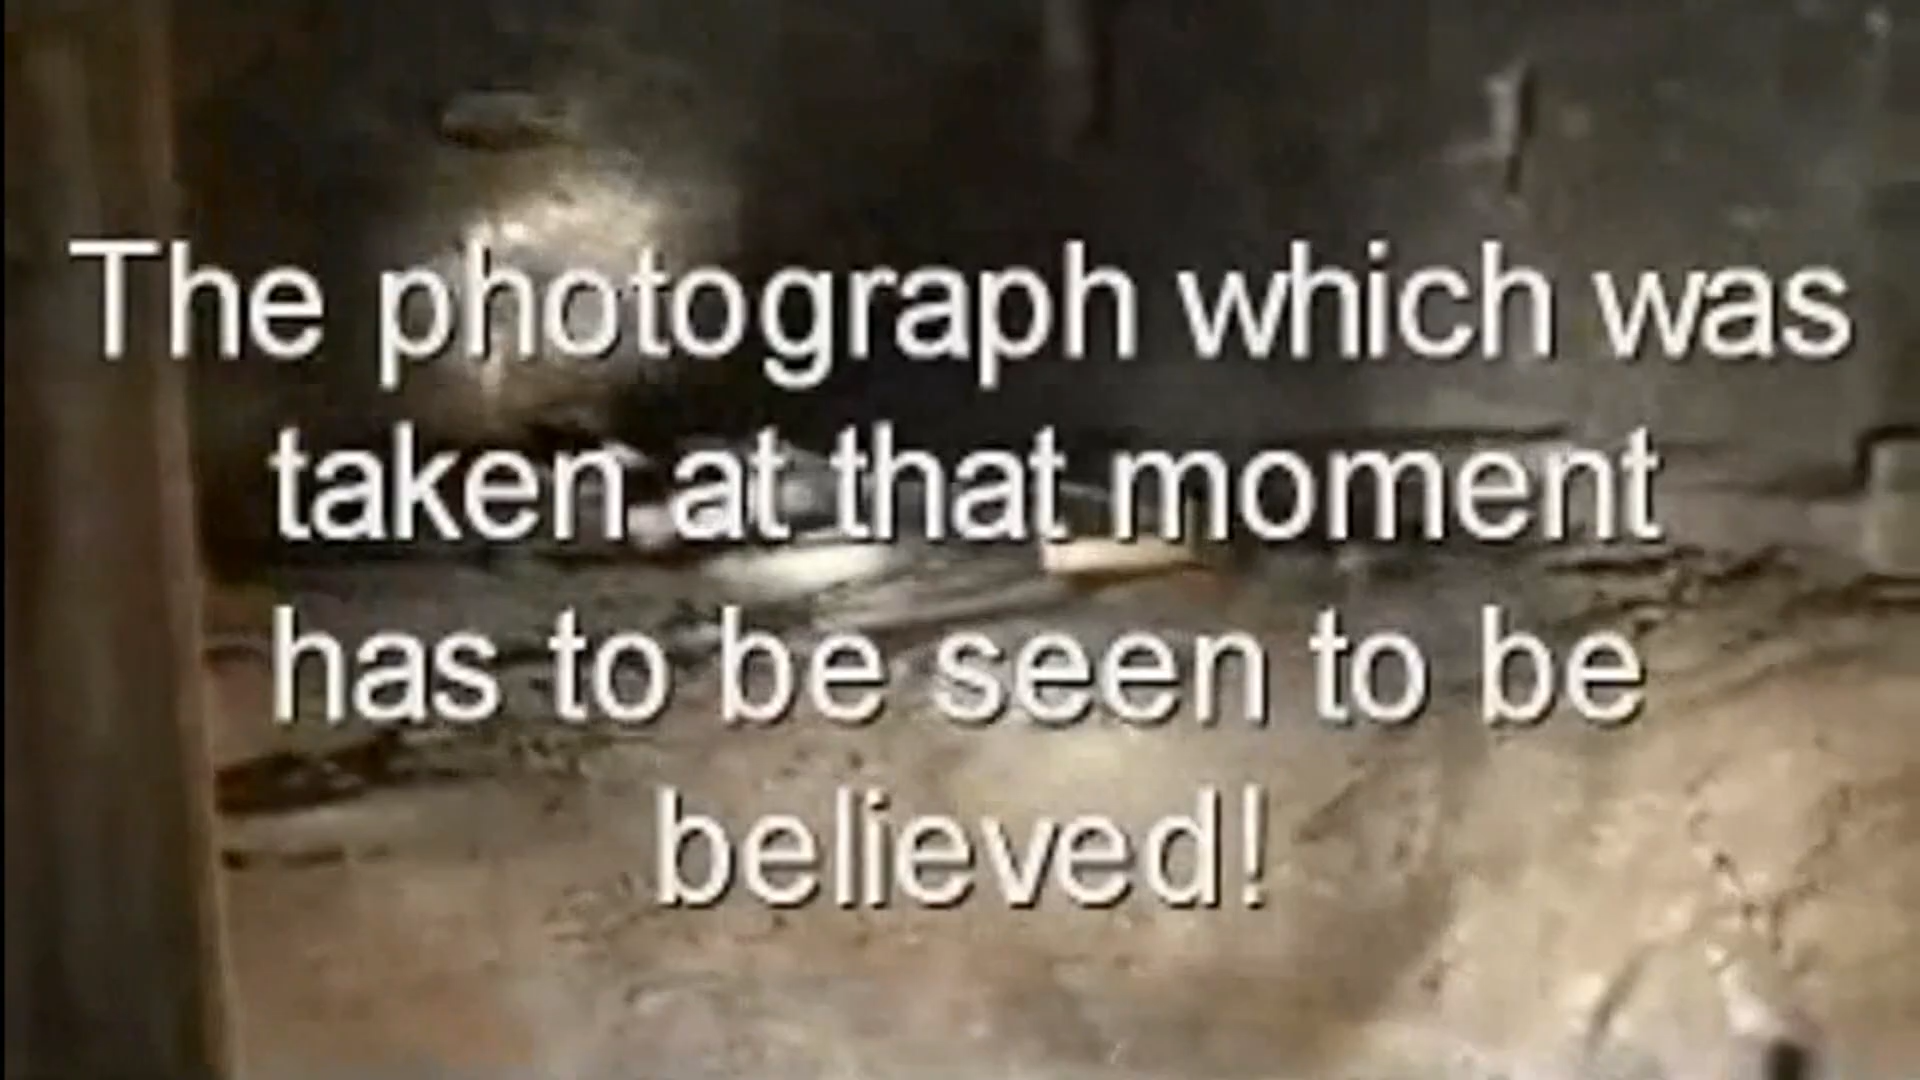 The photograph which was
taken at that moment
has to be seen to be
believed!